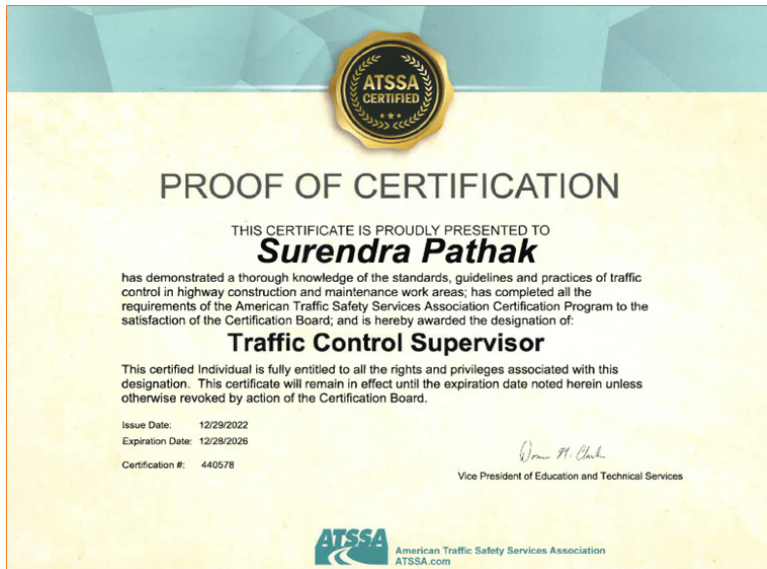 ATSSA
CERTIFIED
PROOF OF CERTIFICATION
THIS CERTIFICATE IS PROUDLY PRESENTED TO
Surendra Pathak
has demonstrated a thorough knowledge of the standards, guidelines and practices of traffic
control in highway construction and maintenance work areas; has completed all the
requirements of the American Traffic Safety Services Association Certification Program to the
satisfaction of the Certification Board; and is hereby awarded the designation of:
Traffic Control Supervisor
This certified Individual is fully entitled to all the rights and privileges associated with this
designation. This certificate will remain in effect until the expiration date noted herein unless
otherwise revoked by action of the Certification Board.
Issue Date: 12/29/2022
Expiration Date: 12/28/2026
Certification #: 440578
Vice President of Education and Technical Services
ATSSA
American Traffic Safety Services Association
ATSSA.com